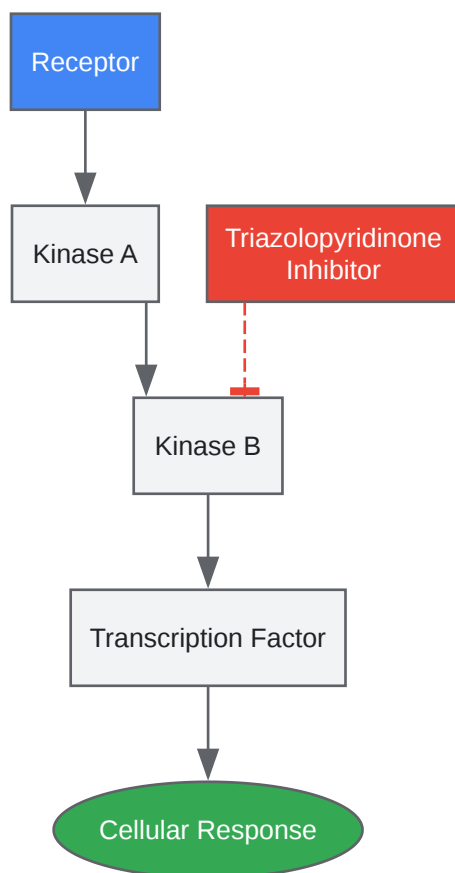 Receptor
Kinase A
Triazolopyridinone
Inhibitor
Kinase B
Transcription Factor
Cellular Response